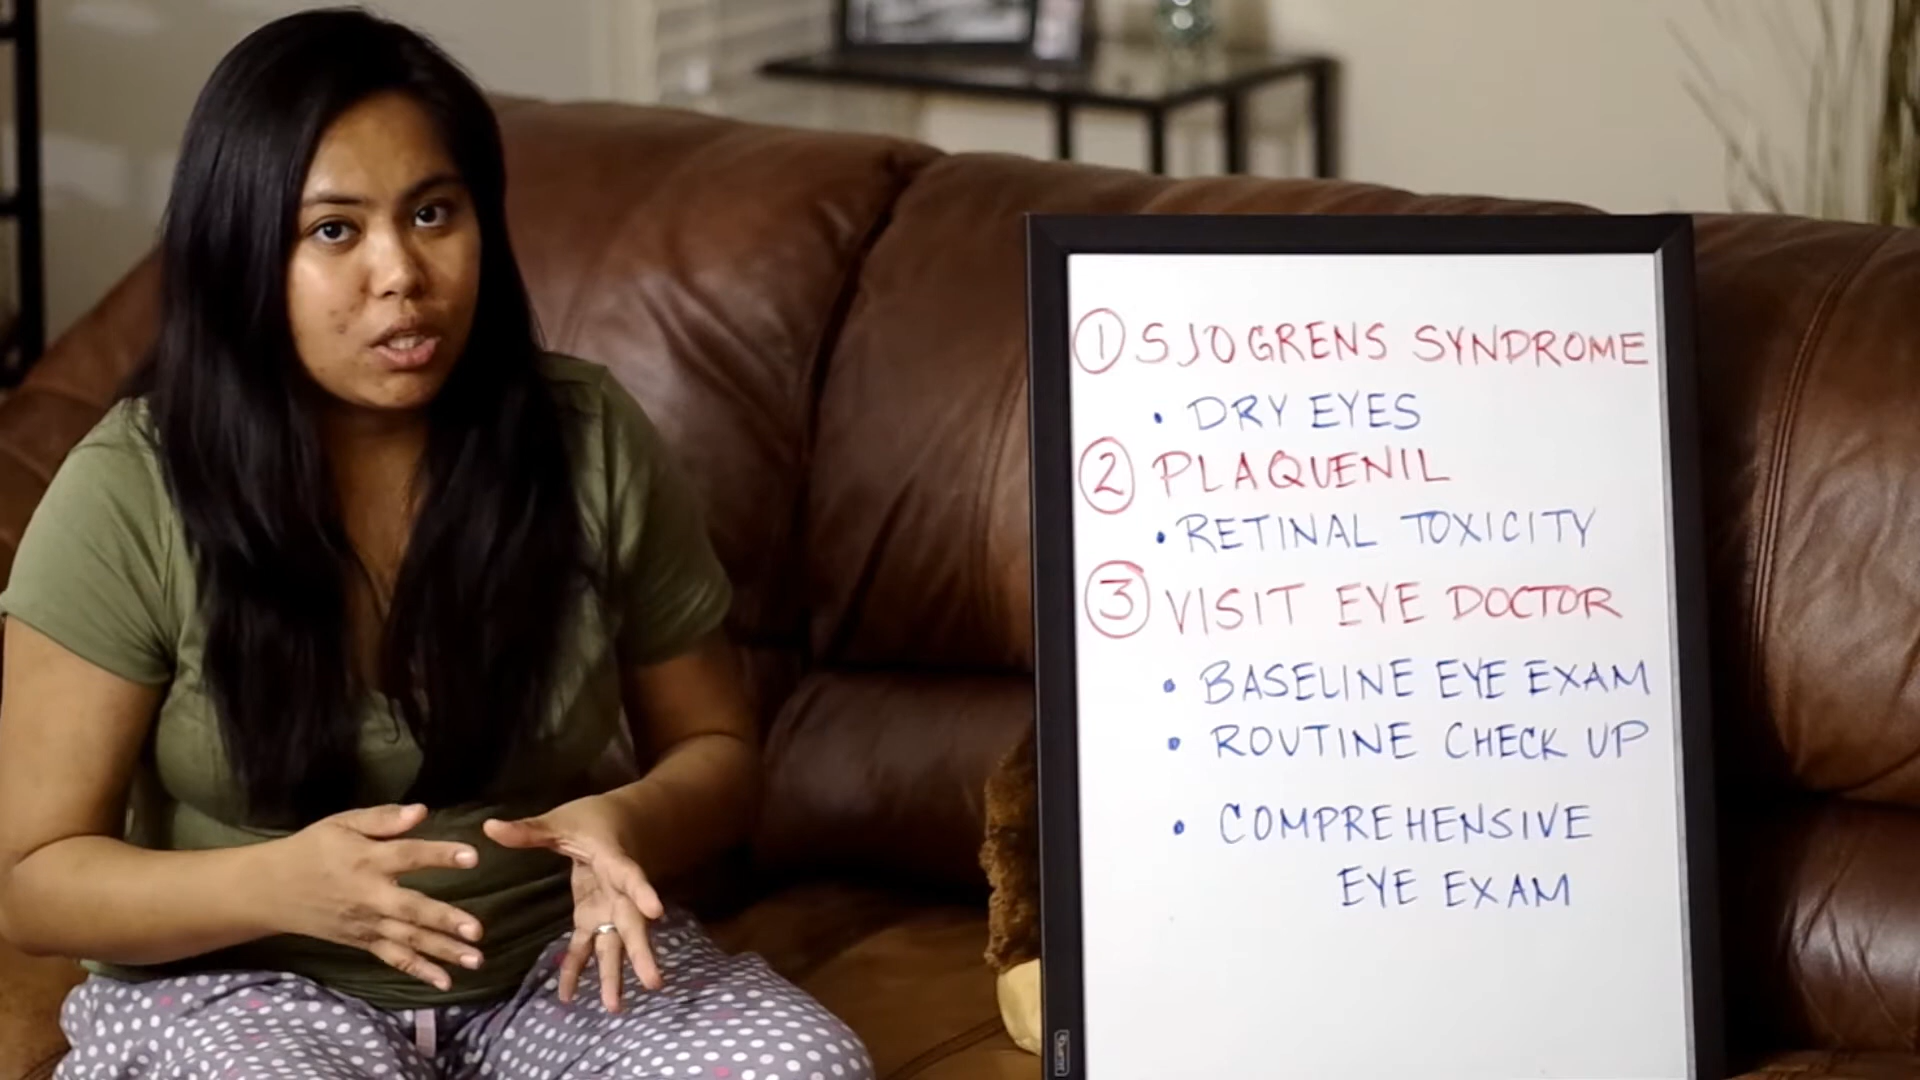 ① SJOGRENS SYNDROME
• DRY EYES
② PLAQUENIL
• RETINAL TOXICITY
③ VISIT EYE DOCTOR
• BASELINE EYE EXAM
• ROUTINE CHECK UP
• COMPREHENSIVE
EYE EXAM